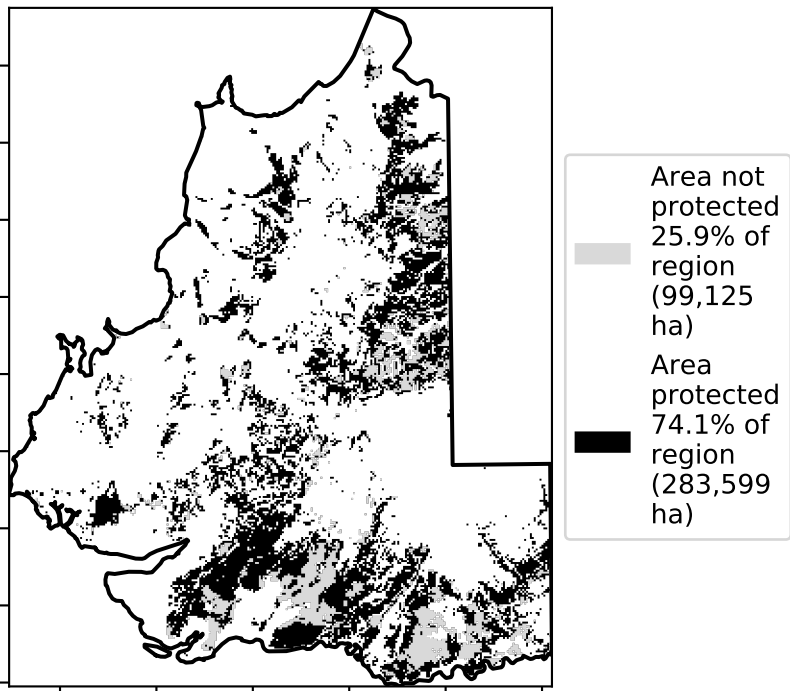 Area not
protected
25.9% of
region
(99,125
ha)
Area
protected
74.1% of
region
(283,599
ha)